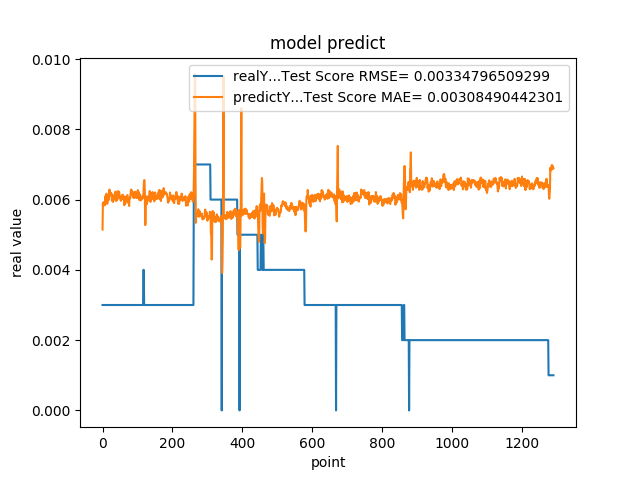 model predict
realY...Test Score RMSE= 0.00334796509299
predictY...Test Score MAE= 0.00308490442301
0.010
0.008
0.006
0.004
0.002
0.000
real value
0 200 400 600 800 1000 1200
point